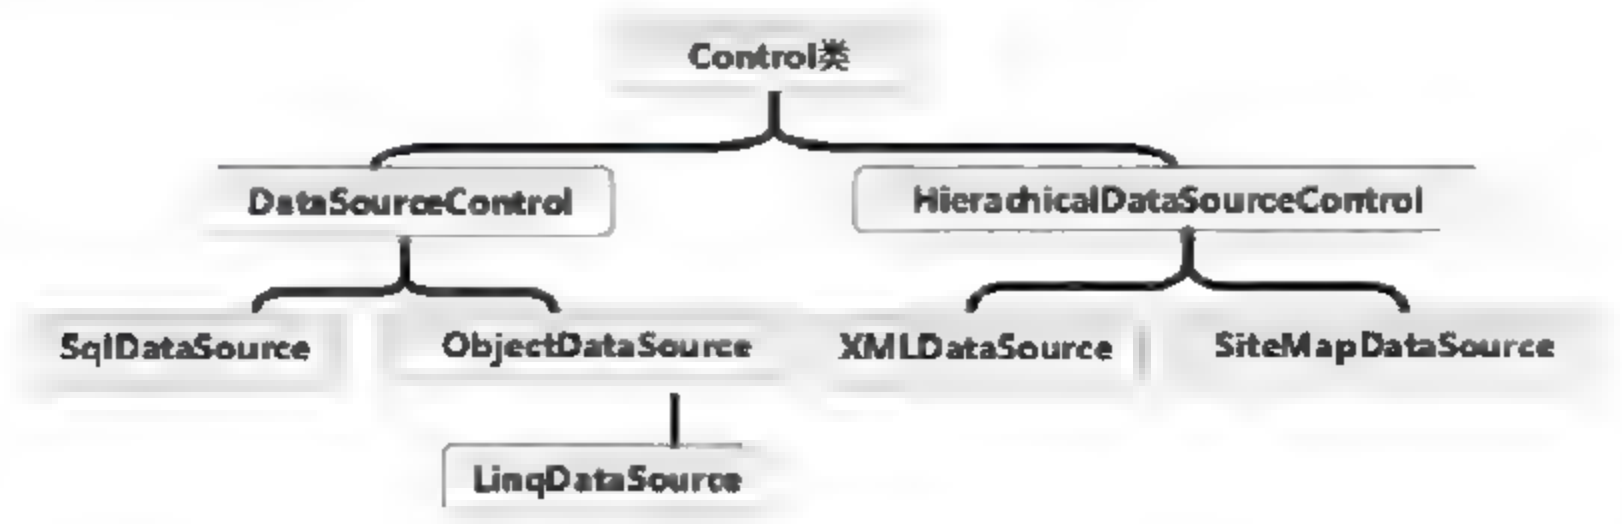 Control类
DataSourceControl
HierachicalDataSourceControl
SqlDataSource
ObjectDataSource
XMLDataSource
SiteMapDataSource
LinqDataSource